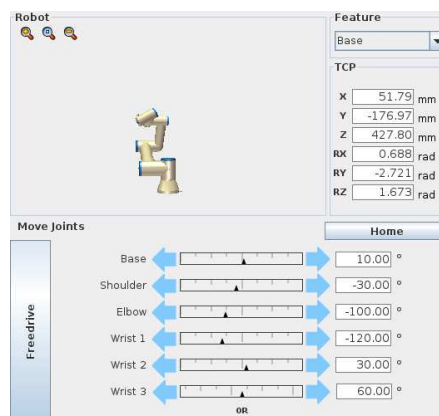 Robot
Feature
Base
TCP
X 51.79 mm
Y -176.97 mm
Z 427.80 mm
RX 0.688 rad
RY -2.721 rad
RZ 1.673 rad
Move Joints
Home
Freedrive
Base 10.00 °
Shoulder -30.00 °
Elbow -100.00 °
Wrist 1 -120.00 °
Wrist 2 30.00 °
Wrist 3 60.00 °
OR